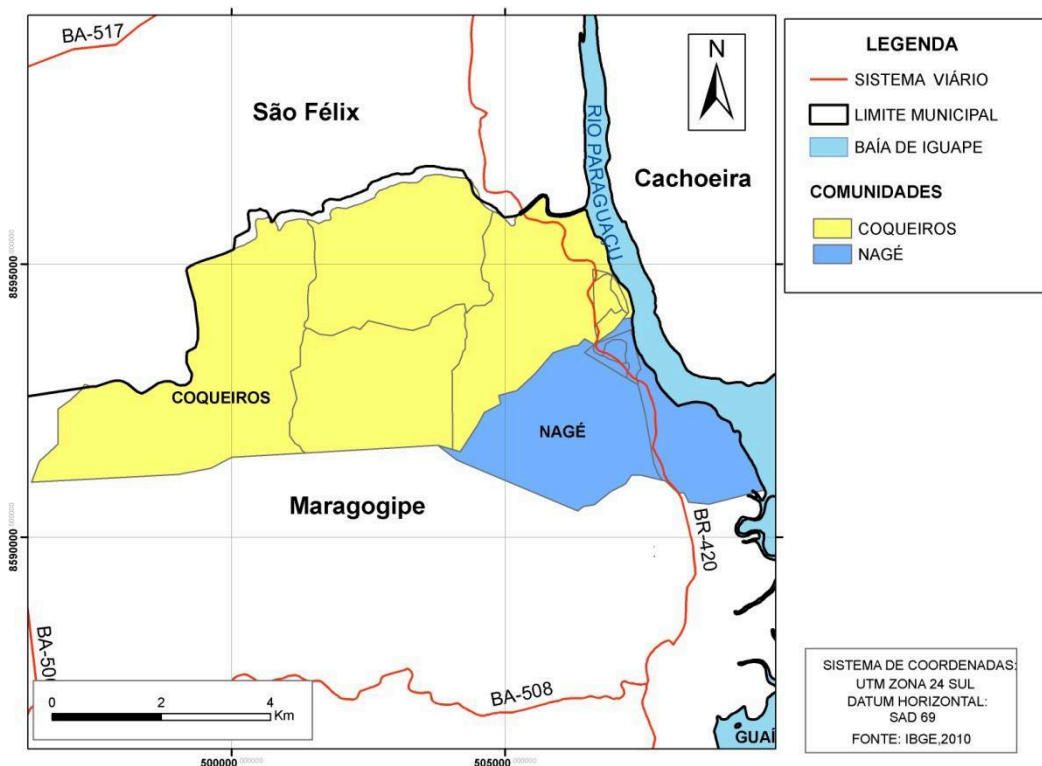 BA-517
São Félix
N
RIO PARAGUAÇU
Cachoeira
COQUEIROS
NAGÉ
Maragogipe
BR-420
BA-508
0 2 4
Km
GUAÍ
8595000
8590000
500000
505000
LEGENDA
SISTEMA VIÁRIO
LIMITE MUNICIPAL
BAÍA DE IGUAPE
COMUNIDADES
COQUEIROS
NAGÉ
SISTEMA DE COORDENADAS:
UTM ZONA 24 SUL
DATUM HORIZONTAL:
SAD 69
FONTE: IBGE,2010